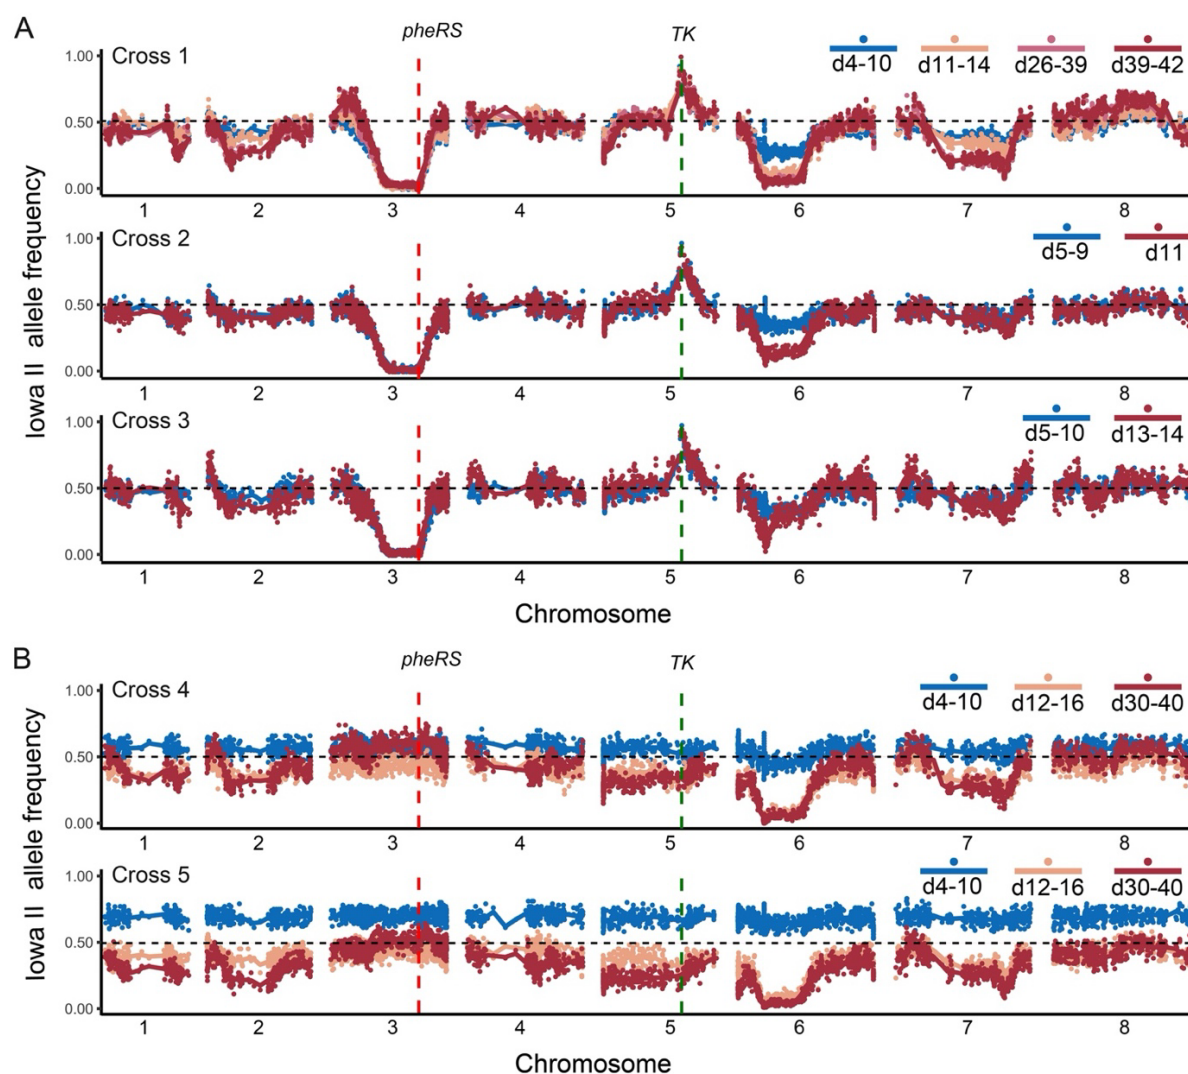 A
pheRS TK
Cross 1
d4-10 d11-14 d26-39 d39-42
1.00
0.50
0.00
1 2 3 4 5 6 7 8
Cross 2
d5-9 d11
1.00
0.50
0.00
1 2 3 4 5 6 7 8
Cross 3
d5-10 d13-14
1.00
0.50
0.00
1 2 3 4 5 6 7 8
Iowa II allele frequency
Chromosome
B
pheRS TK
Cross 4
d4-10 d12-16 d30-40
1.00
0.50
0.00
1 2 3 4 5 6 7 8
Cross 5
d4-10 d12-16 d30-40
1.00
0.50
0.00
1 2 3 4 5 6 7 8
Iowa II allele frequency
Chromosome